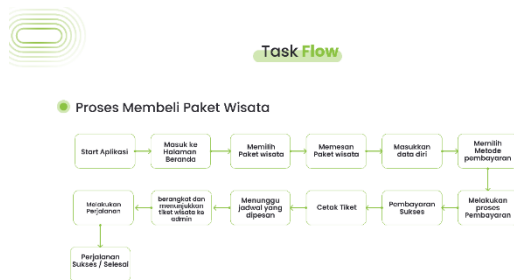 Task Flow
Proses Membeli Paket Wisata
Start Aplikasi
Masuk ke
Halaman
Beranda
Memilih
Paket wisata
Memesan
Paket wisata
Masukkan
data diri
Memilih
Metode
pembayaran
Melakukan
proses
Pembayaran
Pembayaran
Sukses
Cetak Tiket
Menunggu
jadwal yang
dipesan
berangkat dan
menunjukkan
tiket wisata ke
admin
Melakukan
Perjalanan
Perjalanan
Sukses / Selesai